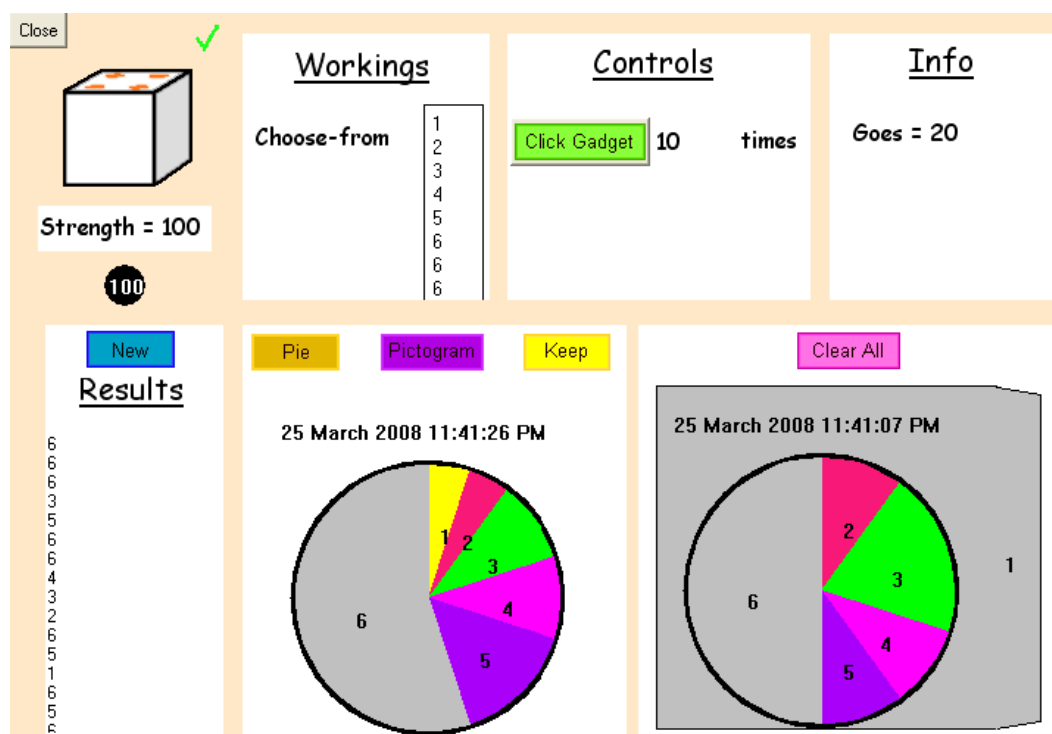 Close
Strength = 100
100
Workings
Choose-from
1
2
3
4
5
6
6
6
Controls
Click Gadget 10 times
Info
Goes = 20
New
Results
6
6
6
3
5
6
6
4
3
2
6
5
1
6
5
6
Pie Pictogram Keep
25 March 2008 11:41:26 PM
1
2
3
4
5
6
Clear All
25 March 2008 11:41:07 PM
2
3
4
5
6
1